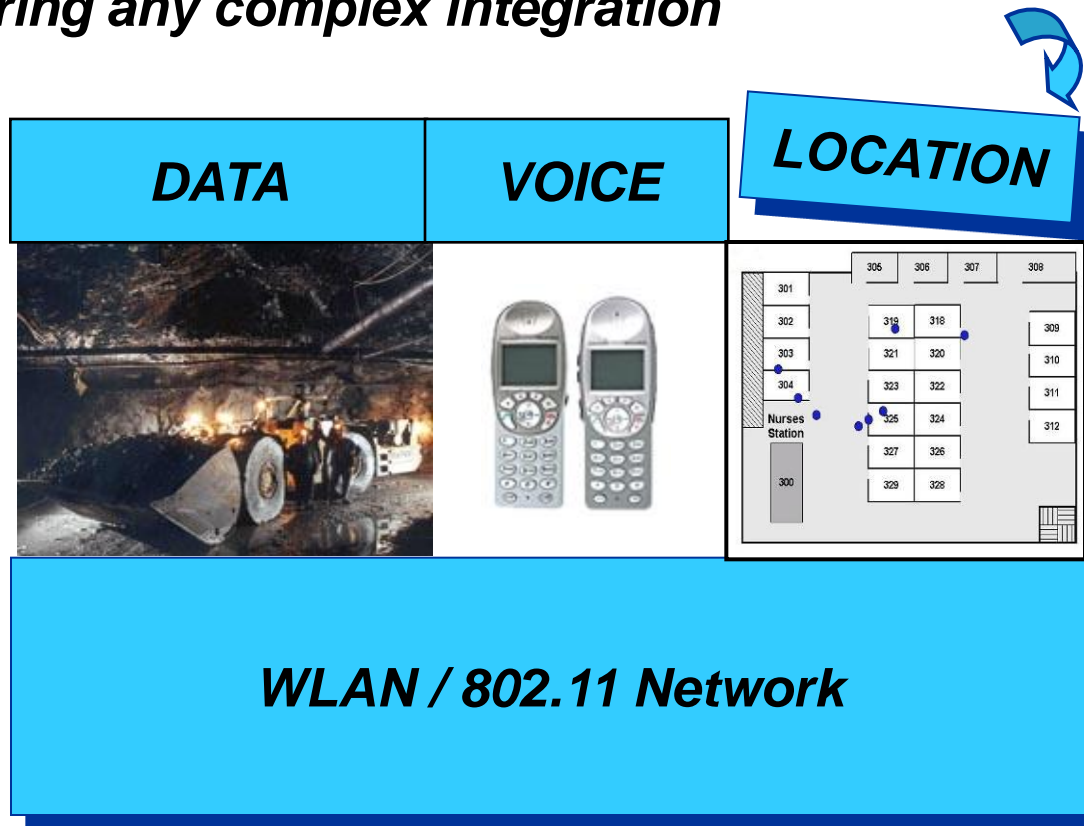 ring any complex integration
DATA
VOICE
LOCATION
305 306 307 308
301
302
303
304
319 318
321 320
323 322
325 324
327 326
329 328
309
310
311
312
Nurses
Station
300
WLAN / 802.11 Network